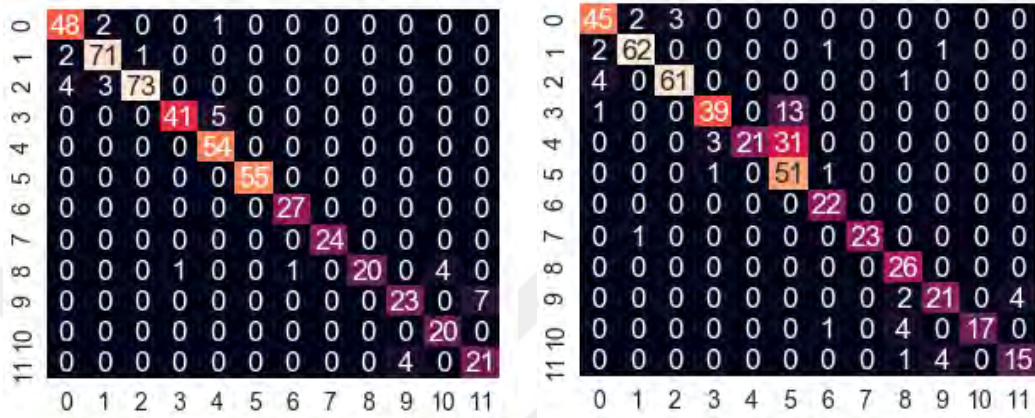 0 48 2 0 0 1 0 0 0 0 0 0 0
1 2 71 1 0 0 0 0 0 0 0 0 0
2 4 3 73 0 0 0 0 0 0 0 0 0
3 0 0 0 41 5 0 0 0 0 0 0 0
4 0 0 0 0 54 0 0 0 0 0 0 0
5 0 0 0 0 0 55 0 0 0 0 0 0
6 0 0 0 0 0 0 27 0 0 0 0 0
7 0 0 0 0 0 0 0 24 0 0 0 0
8 0 0 0 1 0 0 1 0 20 0 4 0
9 0 0 0 0 0 0 0 0 0 23 0 7
10 0 0 0 0 0 0 0 0 0 0 20 0
11 0 0 0 0 0 0 0 0 0 4 0 21
0 1 2 3 4 5 6 7 8 9 10 11
0 45 2 3 0 0 0 0 0 0 0 0 0
1 2 62 0 0 0 0 1 0 0 1 0 0
2 4 0 61 0 0 0 0 0 1 0 0 0
3 1 0 0 39 0 13 0 0 0 0 0 0
4 0 0 0 3 21 31 0 0 0 0 0 0
5 0 0 0 1 0 51 1 0 0 0 0 0
6 0 0 0 0 0 0 22 0 0 0 0 0
7 0 1 0 0 0 0 0 23 0 0 0 0
8 0 0 0 0 0 0 0 0 26 0 0 0
9 0 0 0 0 0 0 0 0 2 21 0 4
10 0 0 0 0 0 0 1 0 4 0 17 0
11 0 0 0 0 0 0 0 0 1 4 0 15
0 1 2 3 4 5 6 7 8 9 10 11